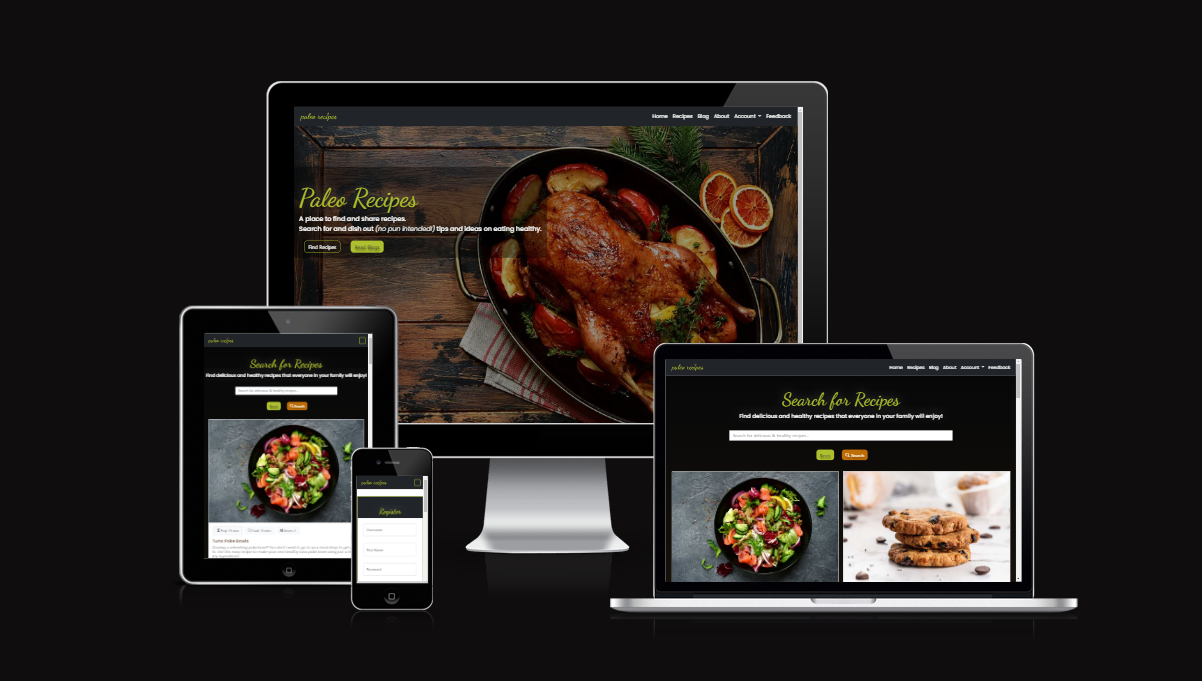 paleo recipes
Home Recipes Blog About Account Feedback
Paleo Recipes
A place to find and share recipes.
Search for and dish out (no pun intended!) tips and ideas on eating healthy.
Find Recipes Read Blogs
paleo recipes
Search for Recipes
Find delicious and healthy recipes that everyone in your family will enjoy!
Search for delicious & healthy recipes...
Reset Search
Tuna Poke Bowls
paleo recipes
Register
Username
First Name
Password
paleo recipes
Home Recipes Blog About Account Feedback
Search for Recipes
Find delicious and healthy recipes that everyone in your family will enjoy!
Search for delicious & healthy recipes...
Reset Search